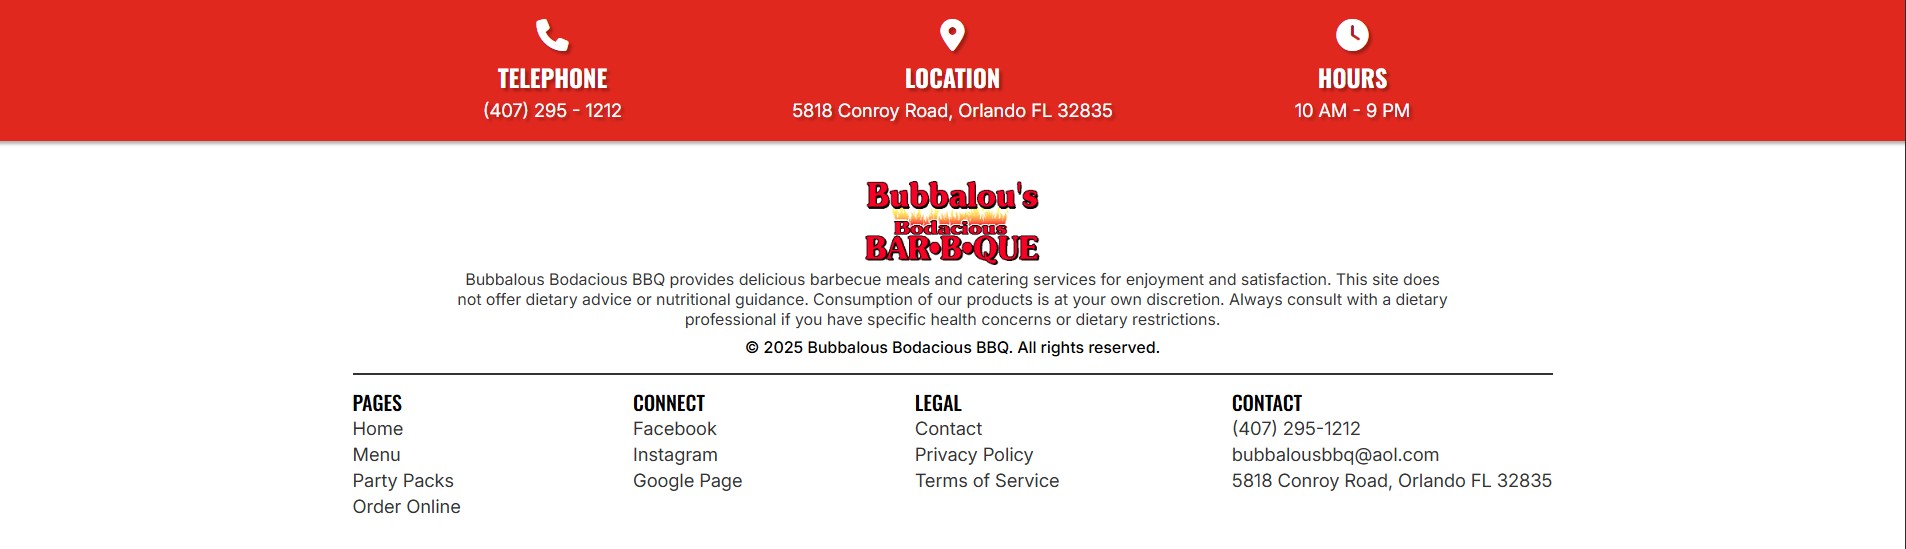 TELEPHONE
(407) 295 - 1212
LOCATION
5818 Conroy Road, Orlando FL 32835
HOURS
10 AM - 9 PM
Bubbalou's
Bodacious
BAR•B•QUE
Bubbalous Bodacious BBQ provides delicious barbecue meals and catering services for enjoyment and satisfaction. This site does
not offer dietary advice or nutritional guidance. Consumption of our products is at your own discretion. Always consult with a dietary
professional if you have specific health concerns or dietary restrictions.
© 2025 Bubbalous Bodacious BBQ. All rights reserved.
PAGES
Home
Menu
Party Packs
Order Online
CONNECT
Facebook
Instagram
Google Page
LEGAL
Contact
Privacy Policy
Terms of Service
CONTACT
(407) 295-1212
bubbalousbbq@aol.com
5818 Conroy Road, Orlando FL 32835